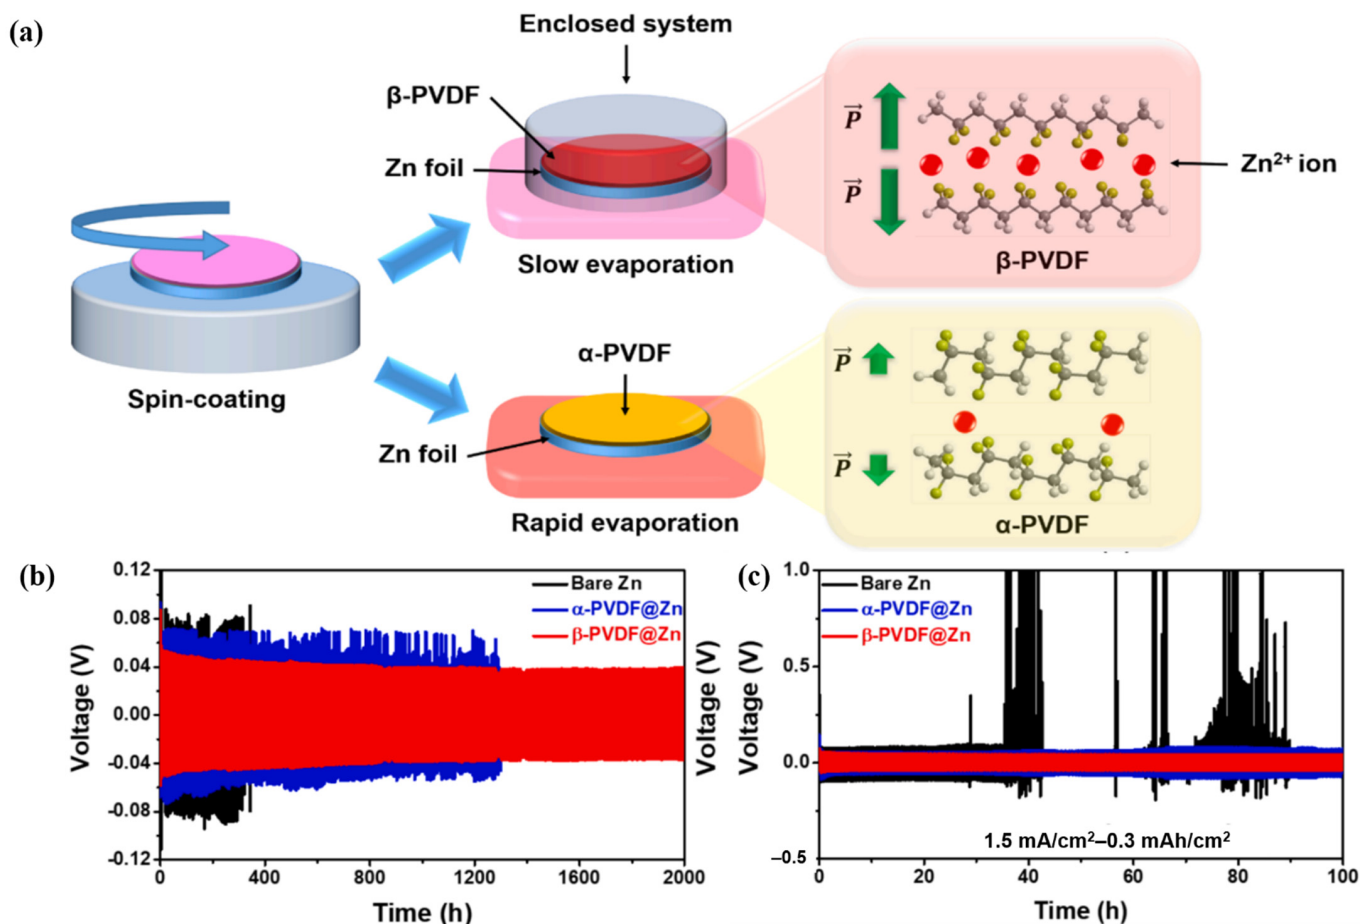 (a)
Enclosed system
β-PVDF
Zn foil
Slow evaporation
P
P
Zn2+ ion
β-PVDF
Spin-coating
α-PVDF
Zn foil
Rapid evaporation
P
P
α-PVDF
(b)
0.12
0.08
0.04
0.00
-0.04
-0.08
-0.12
Voltage (V)
Bare Zn
α-PVDF@Zn
β-PVDF@Zn
0
400
800
1200
1600
2000
Time (h)
Voltage (V)
(c)
1.0
0.5
0.0
–0.5
Voltage (V)
Bare Zn
α-PVDF@Zn
β-PVDF@Zn
1.5 mA/cm²–0.3 mAh/cm²
0
20
40
60
80
100
Time (h)